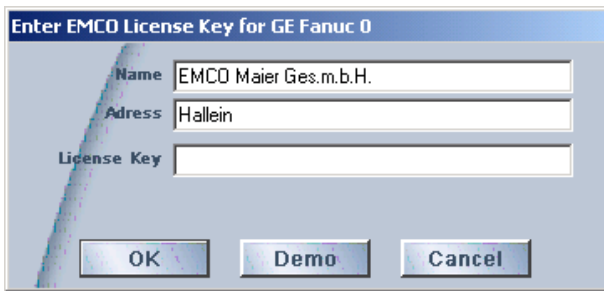 Enter EMCO License Key for GE Fanuc 0
Name EMCO Maier Ges.m.b.H.
Adress Hallein
License Key
OK Demo Cancel